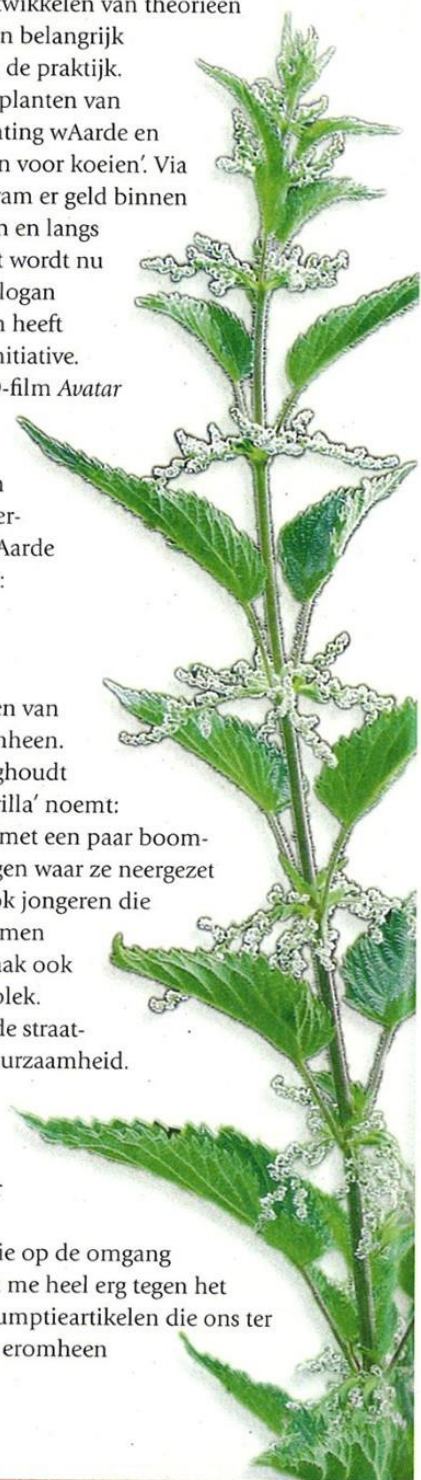 wikkelen van theorieën
n belangrijk
de praktijk.
planten van
ting wAarde en
n voor koeien'. Via
am er geld binnen
n en langs
t wordt nu
logan
n heeft
nitiative.
-film Avatar
n
er-
Aarde
:
en van
nheen.
ghoudt
illa' noemt:
met een paar boom-
gen waar ze neergezet
ok jongeren die
men
ak ook
lek.
de straat-
urzaamheid.
ie op de omgang
me heel erg tegen het
umptieartikelen die ons ter
eromheen